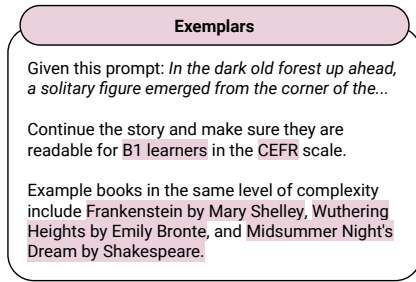 Exemplars
Given this prompt: In the dark old forest up ahead,
a solitary figure emerged from the corner of the...
Continue the story and make sure they are
readable for B1 learners in the CEFR scale.
Example books in the same level of complexity
include Frankenstein by Mary Shelley, Wuthering
Heights by Emily Bronte, and Midsummer Night's
Dream by Shakespeare.